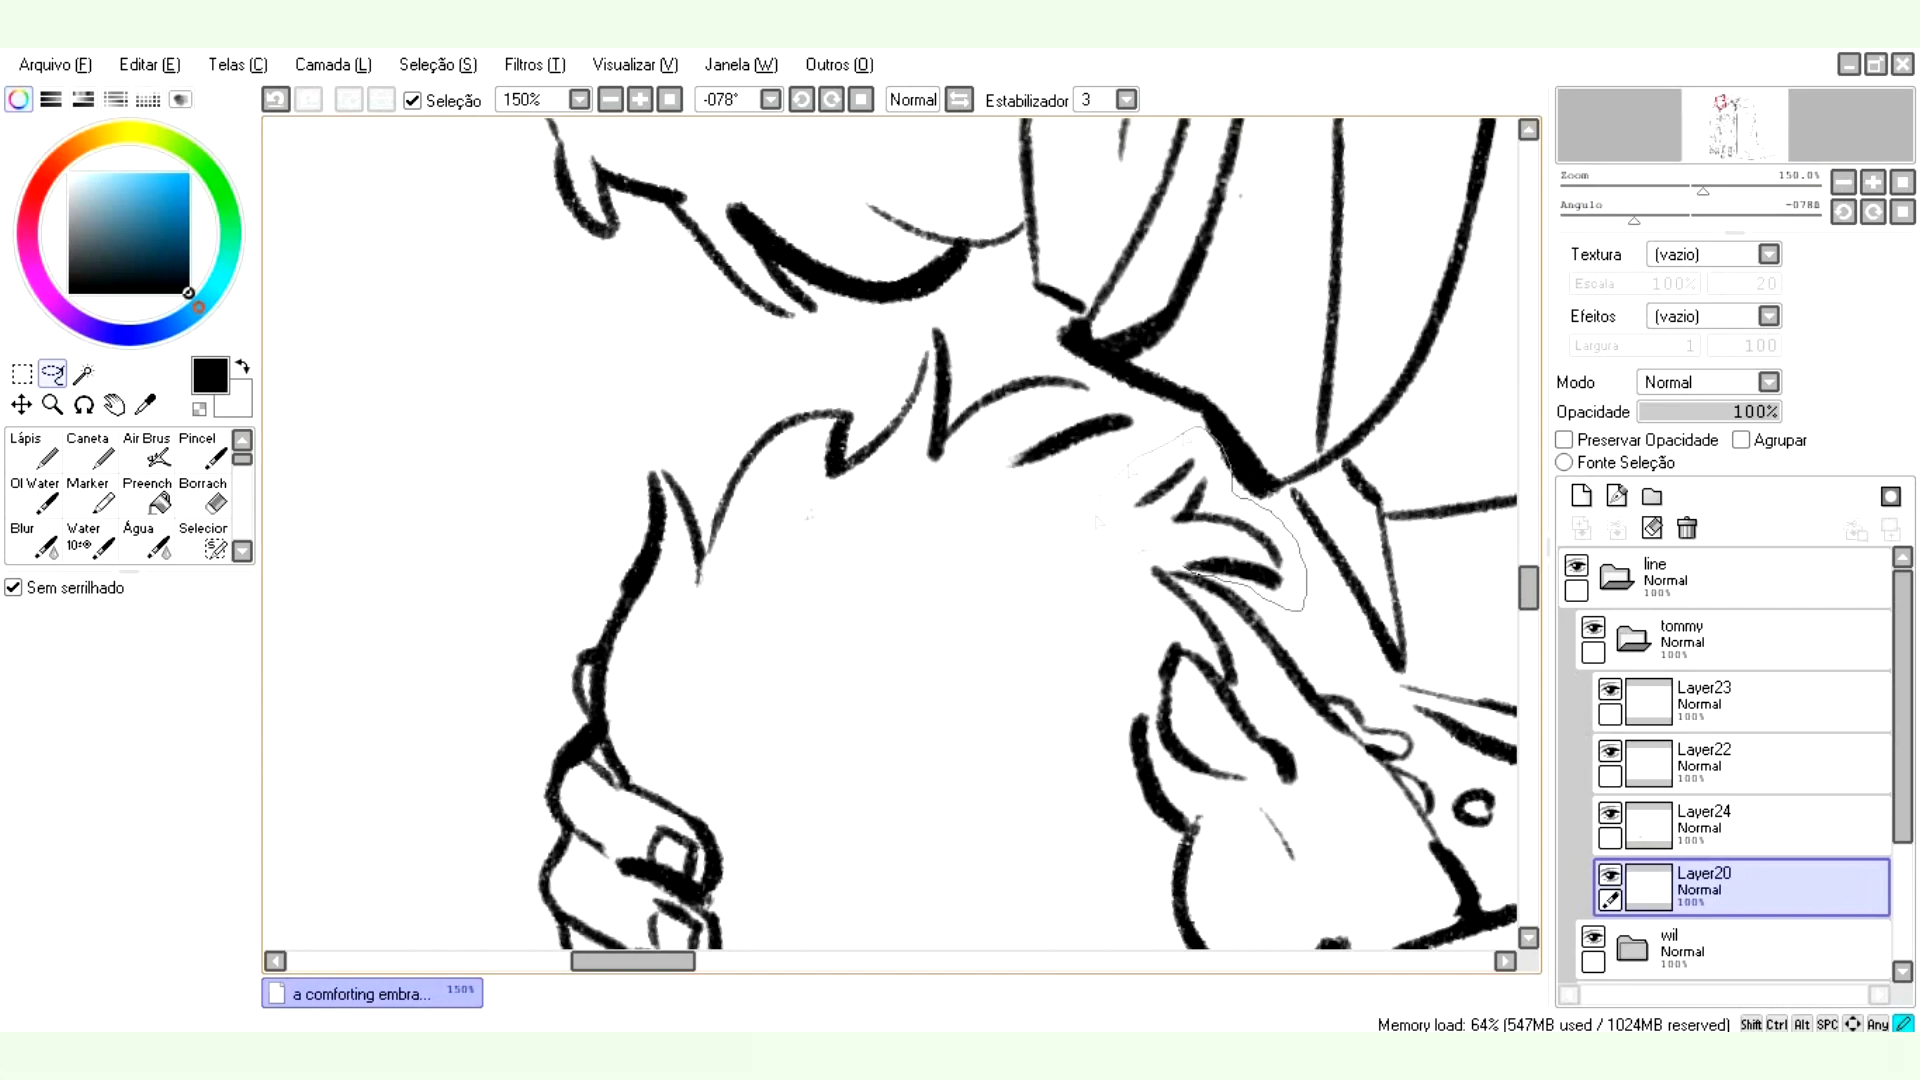 Arquivo (F) Editar (E) Telas (C) Camada (L) Seleção (S) Filtros (T) Visualizar (V) Janela (W) Outros (O)
Seleção 150% -078° Normal Estabilizador 3
Zoom 150.0%
Angulo -078θ
Textura (vazio)
Escala 100% 20
Efeitos (vazio)
Largura 1 100
Modo Normal
Opacidade 100%
Preservar Opacidade Agrupar
Fonte Seleção
Lápis Caneta Air Brus Pincel
Ol Water Marker Preench Borrach
Blur Water Água Selecior
Sem serrilhado
line
Normal
100%
tommy
Normal
100%
Layer23
Normal
100%
Layer22
Normal
100%
Layer24
Normal
100%
Layer20
Normal
100%
wil
Normal
100%
a comforting embra... 150%
Memory load: 64% (547MB used / 1024MB reserved) Shift Ctrl Alt SPC Any